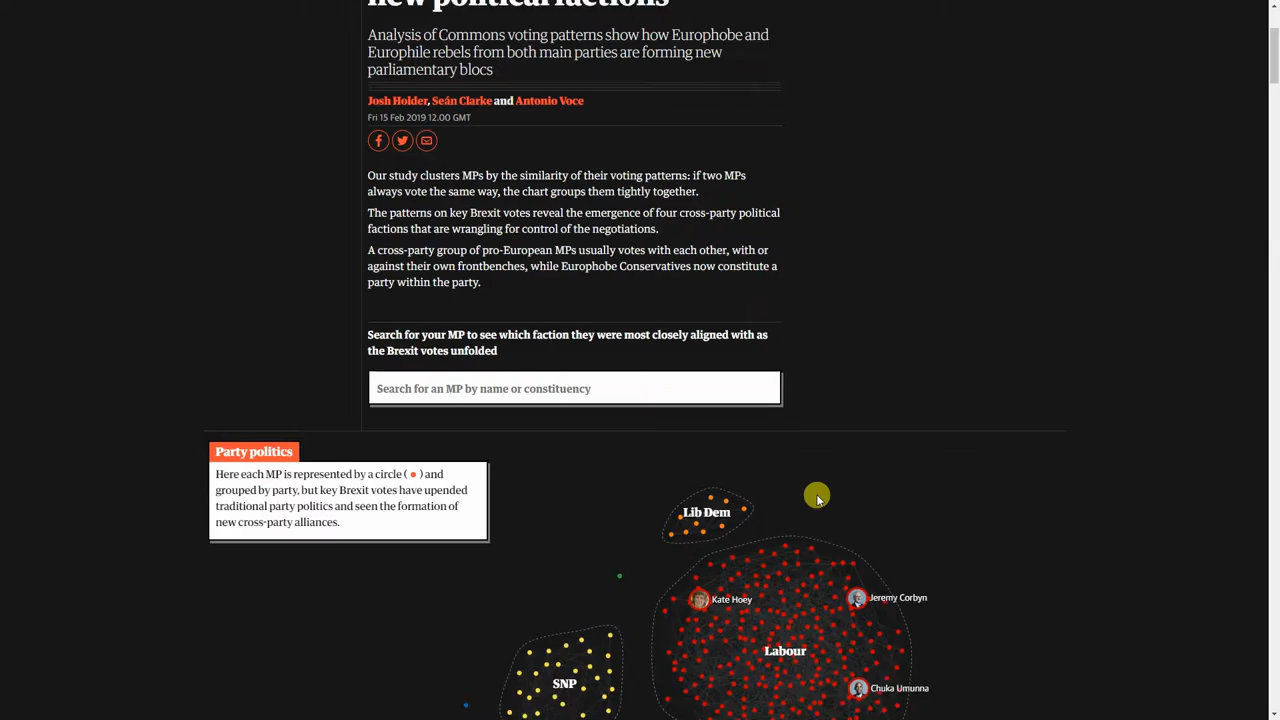 new political factions
Analysis of Commons voting patterns show how Europhobe and
Europhile rebels from both main parties are forming new
parliamentary blocs
Josh Holder, Seán Clarke and Antonio Voce
Fri 15 Feb 2019 12.00 GMT
Our study clusters MPs by the similarity of their voting patterns: if two MPs
always vote the same way, the chart groups them tightly together.
The patterns on key Brexit votes reveal the emergence of four cross-party political
factions that are wrangling for control of the negotiations.
A cross-party group of pro-European MPs usually votes with each other, with or
against their own frontbenches, while Europhobe Conservatives now constitute a
party within the party.
Search for your MP to see which faction they were most closely aligned with as
the Brexit votes unfolded
Search for an MP by name or constituency
Party politics
Here each MP is represented by a circle ( ) and
grouped by party, but key Brexit votes have upended
traditional party politics and seen the formation of
new cross-party alliances.
Lib Dem
Kate Hoey
Jeremy Corbyn
Labour
SNP
Chuka Umunna